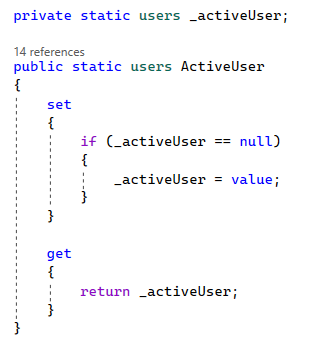 private static users _activeUser;
14 references
public static users ActiveUser
{
set
{
if (_activeUser == null)
{
_activeUser = value;
}
}
get
{
return _activeUser;
}
}